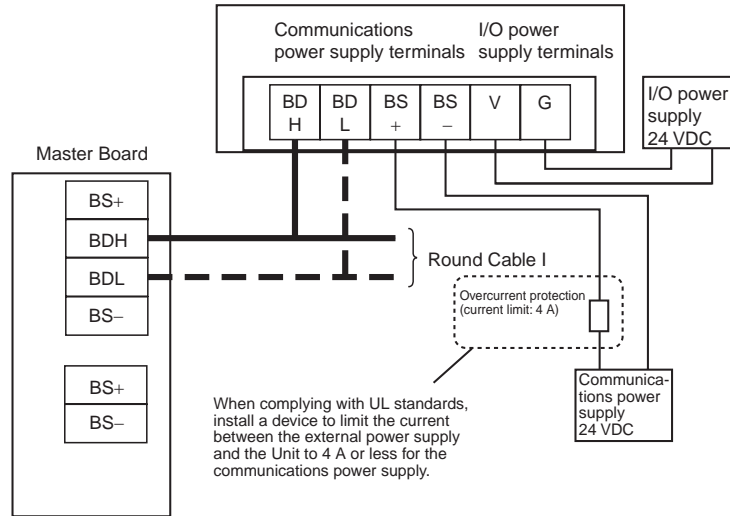 Communications
power supply terminals
I/O power
supply terminals
BD
H
BD
L
BS
+
BS
−
V
G
I/O power
supply
24 VDC
Master Board
BS+
BDH
BDL
BS−
BS+
BS−
Round Cable I
Overcurrent protection
(current limit: 4 A)
Communica-
tions power
supply
24 VDC
When complying with UL standards,
install a device to limit the current
between the external power supply
and the Unit to 4 A or less for the
communications power supply.